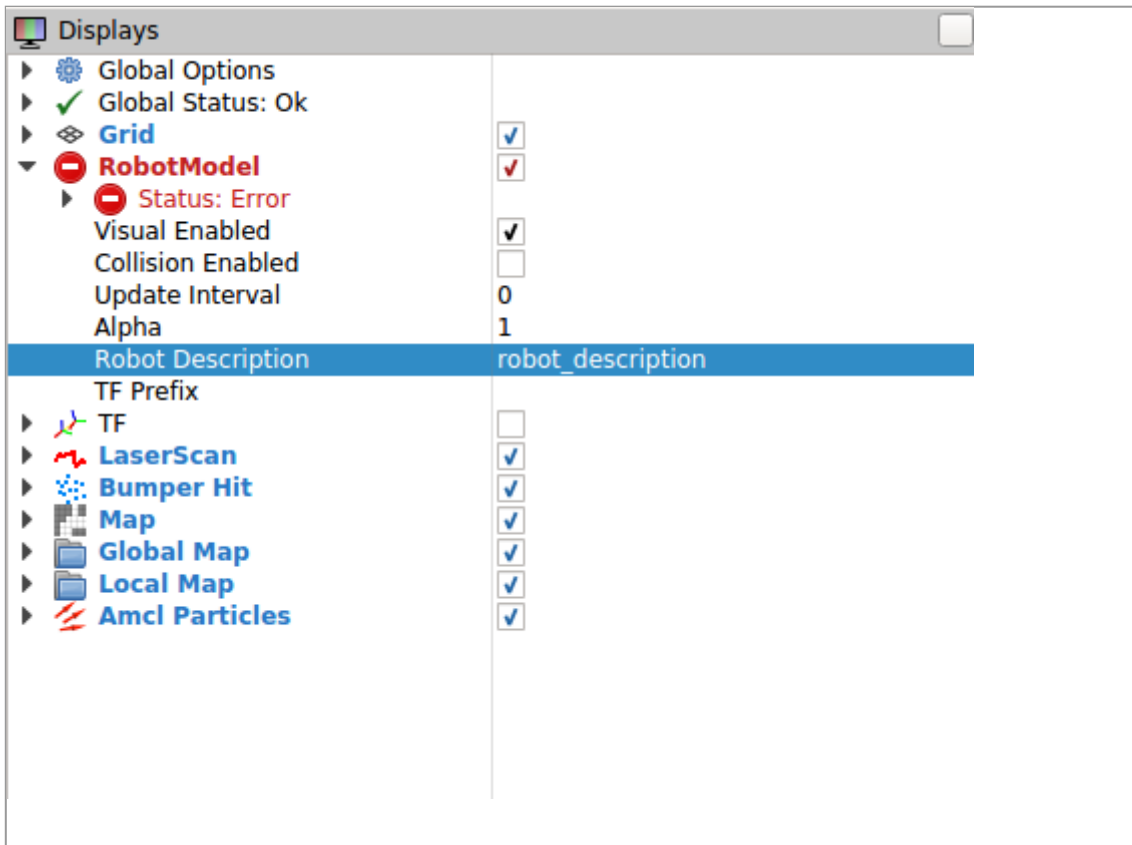 Displays
Global Options
Global Status: Ok
Grid
RobotModel
Status: Error
Visual Enabled
Collision Enabled
Update Interval 0
Alpha 1
Robot Description robot_description
TF Prefix
TF
LaserScan
Bumper Hit
Map
Global Map
Local Map
Amcl Particles